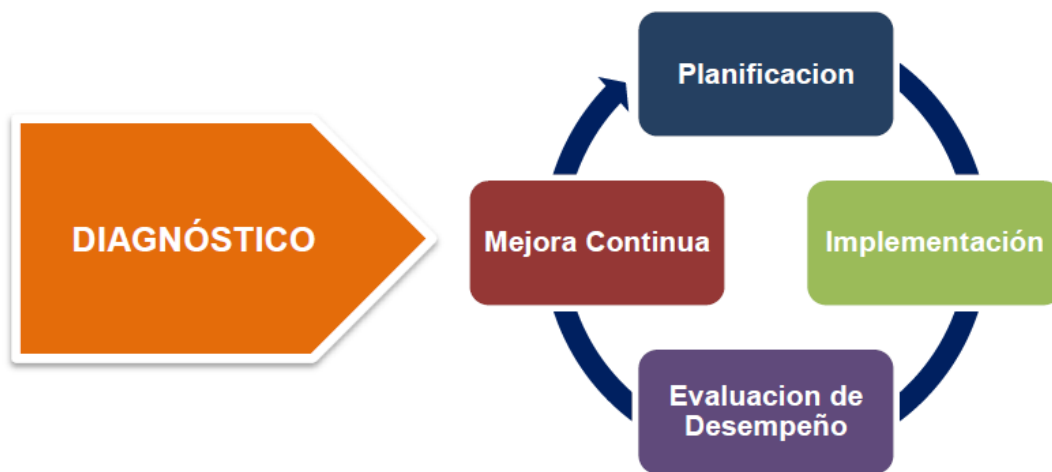 DIAGNÓSTICO
Planificacion
Implementación
Evaluacion de
Desempeño
Mejora Continua